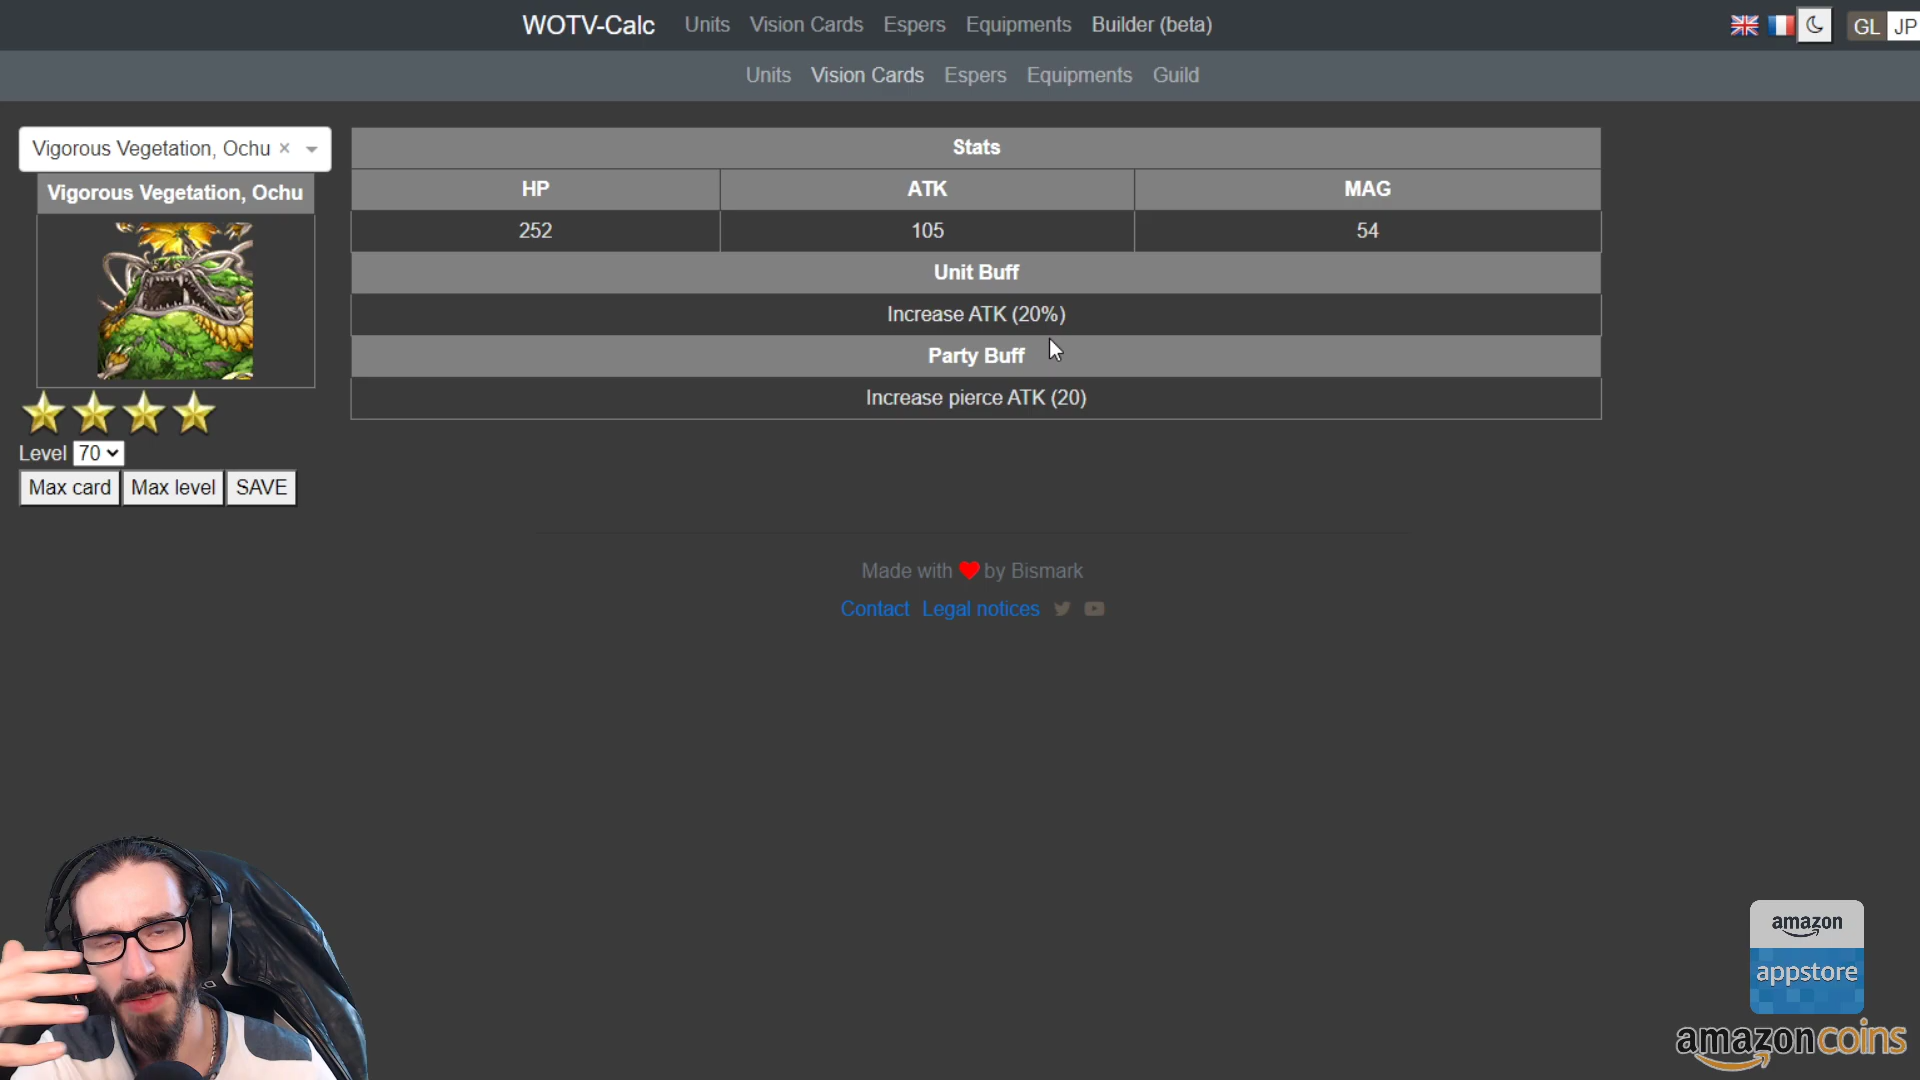 WOTV-Calc Units Vision Cards Espers Equipments Builder (beta) GL JP
Units Vision Cards Espers Equipments Guild
Vigorous Vegetation, Ochu ×
Vigorous Vegetation, Ochu
Level 70
Max card Max level SAVE
Stats
HP ATK MAG
252 105 54
Unit Buff
Increase ATK (20%)
Party Buff
Increase pierce ATK (20)
Made with ❤ by Bismark
Contact Legal notices
amazon
appstore
amazoncoins